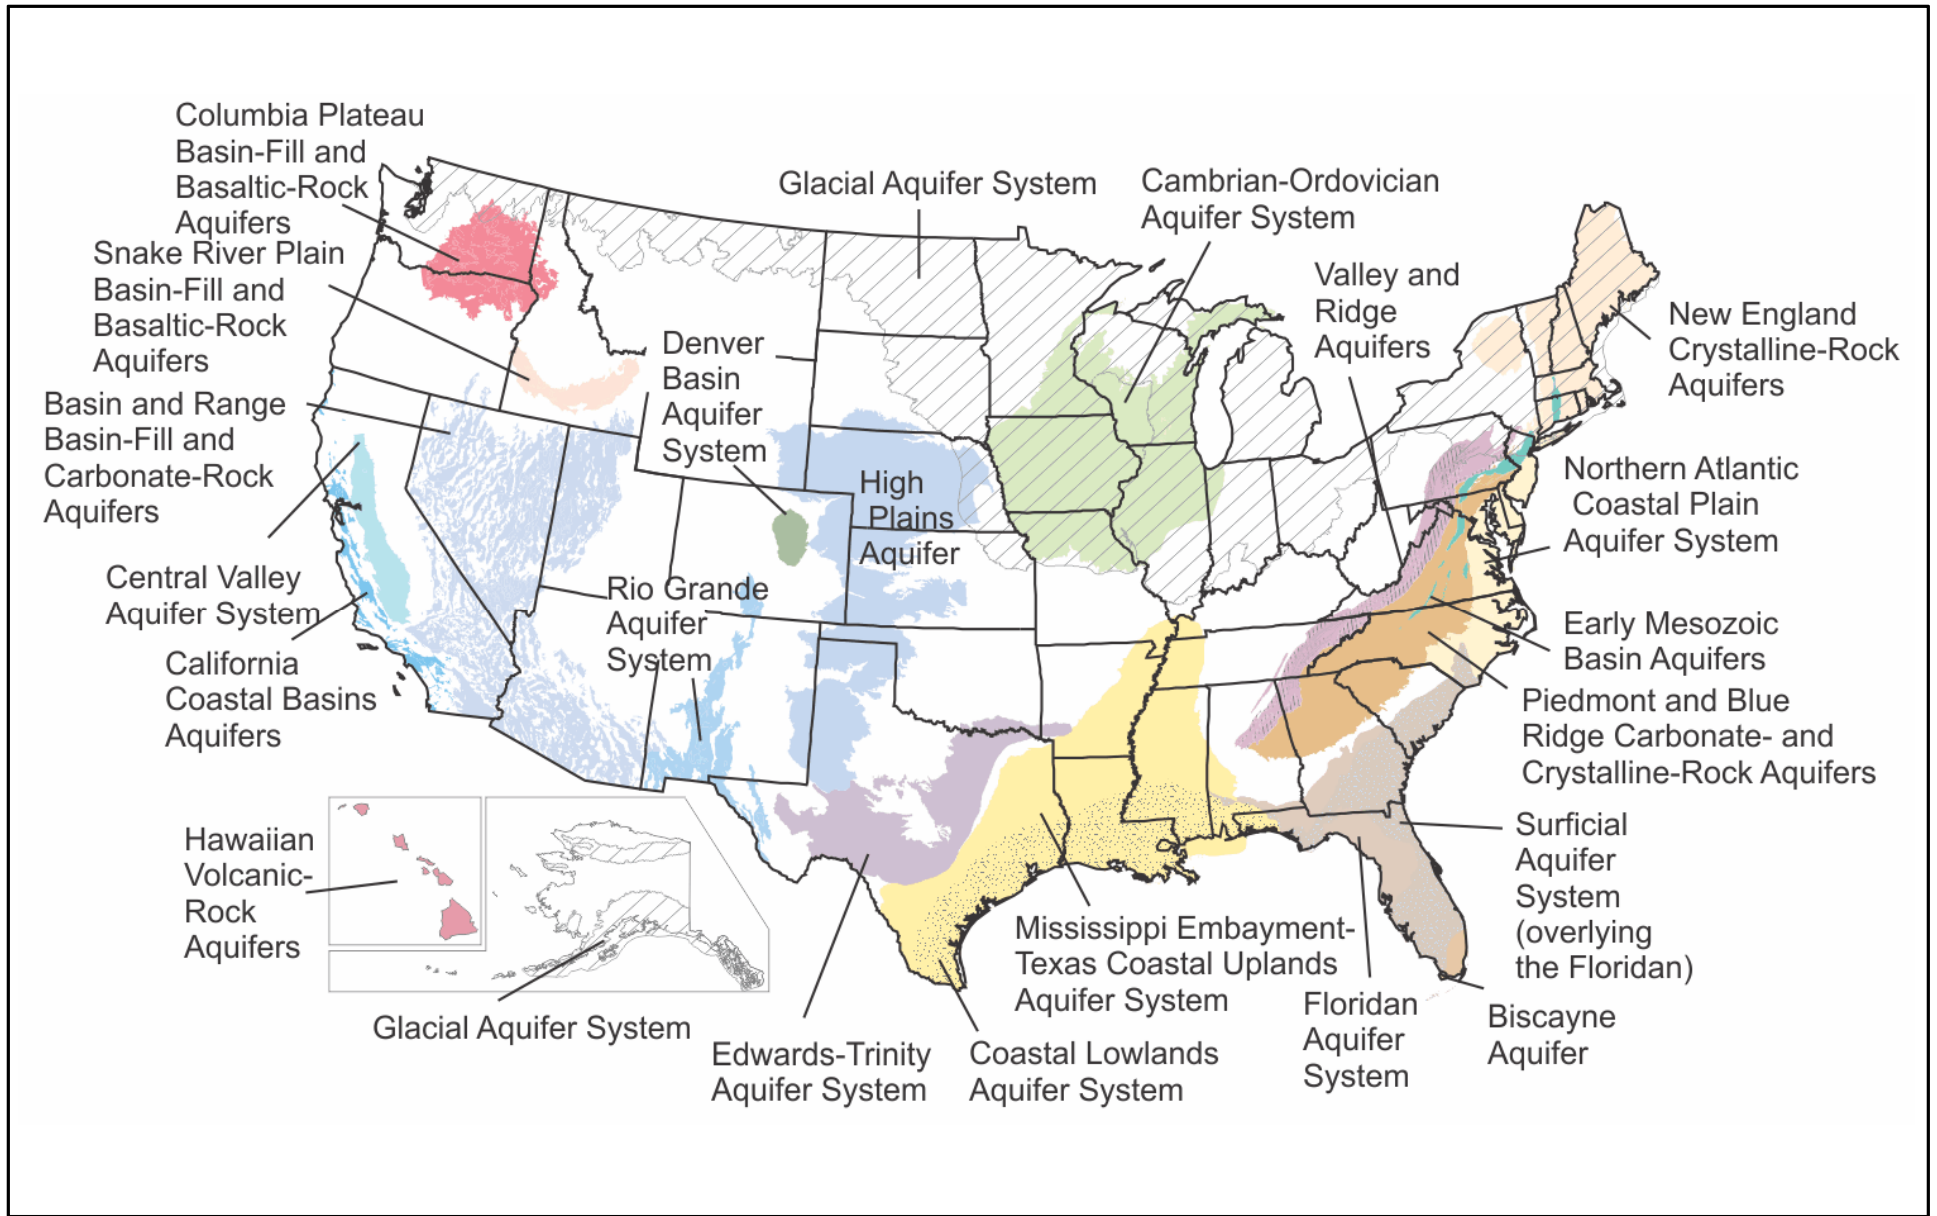 Columbia Plateau
Basin-Fill and
Basaltic-Rock
Aquifers
Snake River Plain
Basin-Fill and
Basaltic-Rock
Aquifers
Basin and Range
Basin-Fill and
Carbonate-Rock
Aquifers
Central Valley
Aquifer System
California
Coastal Basins
Aquifers
Hawaiian
Volcanic-
Rock
Aquifers
Glacial Aquifer System
Denver
Basin
Aquifer
System
High
Plains
Aquifer
Rio Grande
Aquifer
System
Glacial Aquifer System
Cambrian-Ordovician
Aquifer System
Valley and
Ridge
Aquifers
New England
Crystalline-Rock
Aquifers
Northern Atlantic
Coastal Plain
Aquifer System
Early Mesozoic
Basin Aquifers
Piedmont and Blue
Ridge Carbonate- and
Crystalline-Rock Aquifers
Surficial
Aquifer
System
(overlying
the Floridan)
Biscayne
Aquifer
Floridan
Aquifer
System
Mississippi Embayment-
Texas Coastal Uplands
Aquifer System
Coastal Lowlands
Aquifer System
Edwards-Trinity
Aquifer System